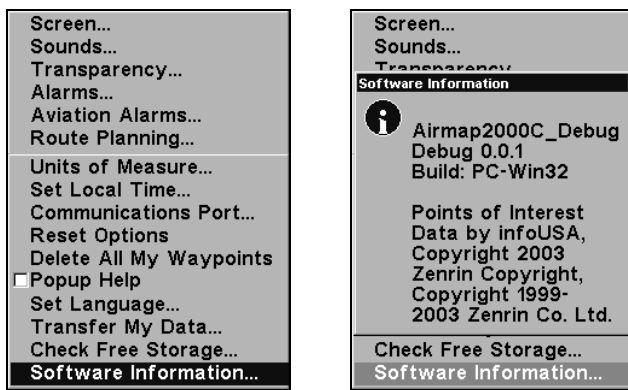 Screen...
Sounds...
Transparency...
Alarms...
Aviation Alarms...
Route Planning...
Units of Measure...
Set Local Time...
Communications Port...
Reset Options
Delete All My Waypoints
Popup Help
Set Language...
Transfer My Data...
Check Free Storage...
Software Information...
Screen...
Sounds...
Transparency
Software Information
Airmap2000C_Debug
Debug 0.0.1
Build: PC-Win32
Points of Interest
Data by infoUSA,
Copyright 2003
Zenrin Copyright,
Copyright 1999-
2003 Zenrin Co. Ltd.
Check Free Storage...
Software Information...